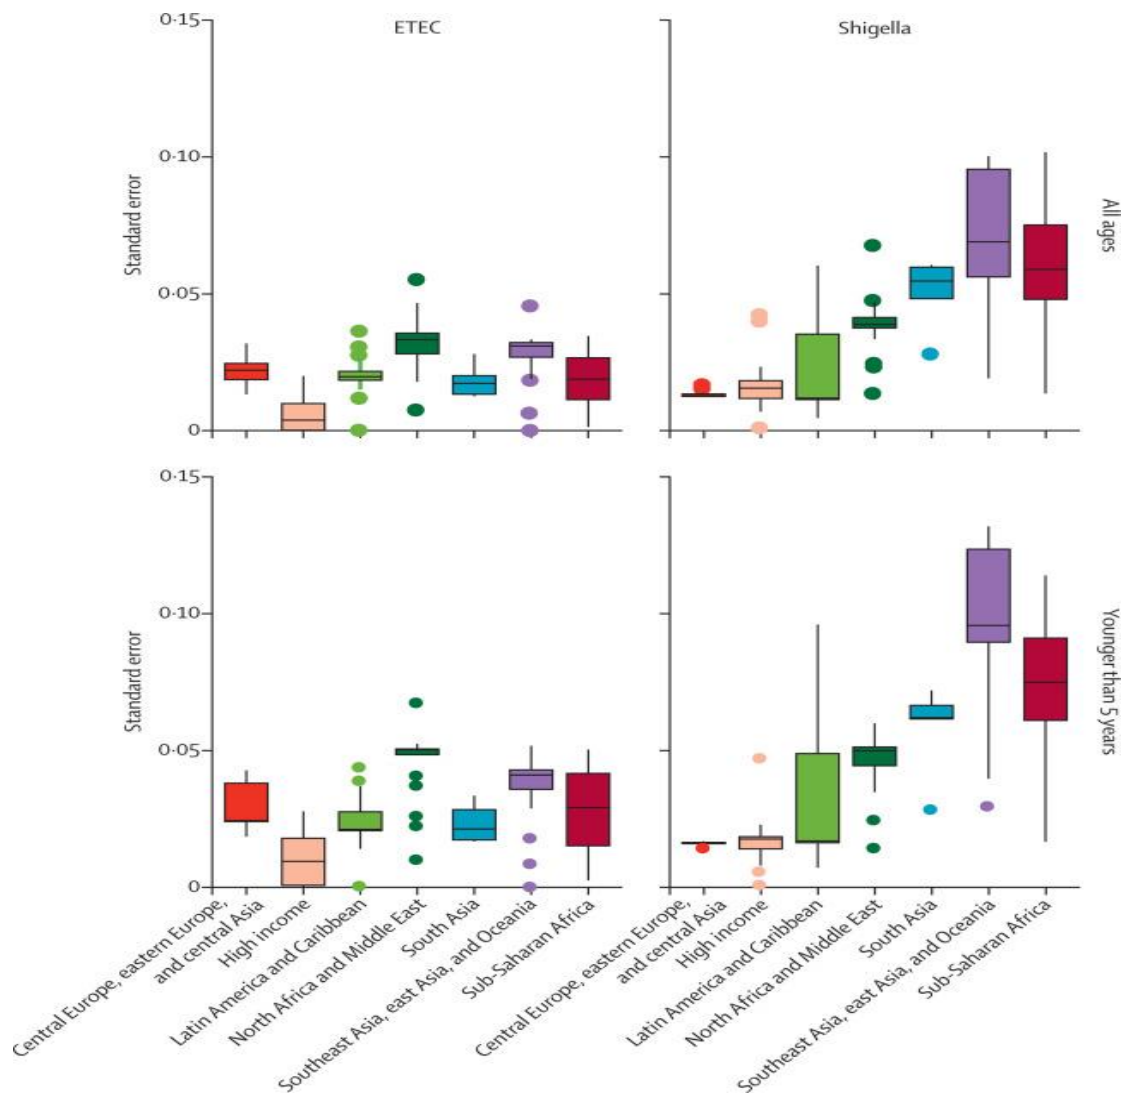 ETEC
Shigella
0·15
0·10
0·05
0
Standard error
All ages
0·15
0·10
0·05
0
Standard error
Younger than 5 years
Central Europe, eastern Europe,
and central Asia
High income
Latin America and Caribbean
North Africa and Middle East
South Asia
Southeast Asia, east Asia, and Oceania
Sub-Saharan Africa
Central Europe, eastern Europe,
and central Asia
High income
Latin America and Caribbean
North Africa and Middle East
South Asia
Southeast Asia, east Asia, and Oceania
Sub-Saharan Africa